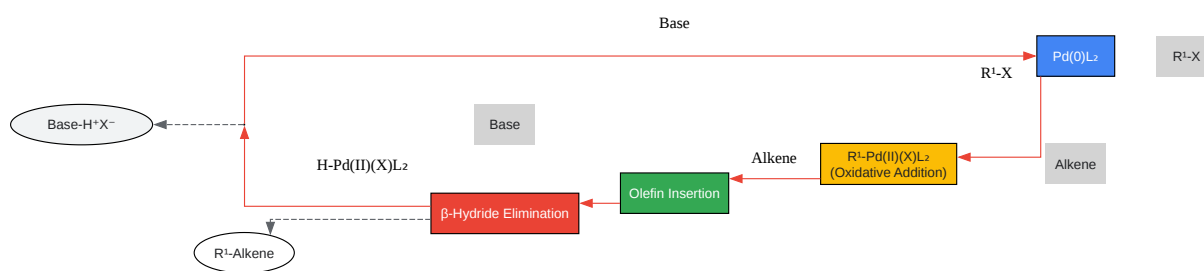 Base
Pd(0)L₂
R¹-X
R¹-X
Base-H⁺X⁻
Base
Alkene
R¹-Pd(II)(X)L₂
(Oxidative Addition)
Alkene
H-Pd(II)(X)L₂
Olefin Insertion
β-Hydride Elimination
R¹-Alkene